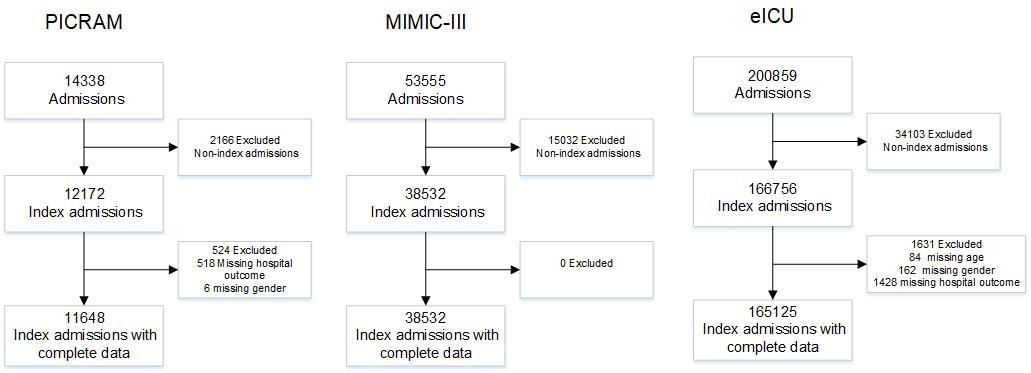 PICRAM
14338
Admissions
2166 Excluded
Non-index admissions
12172
Index admissions
524 Excluded
518 Missing hospital
outcome
6 missing gender
11648
Index admissions with
complete data
MIMIC-III
53555
Admissions
15032 Excluded
Non-index admissions
38532
Index admissions
0 Excluded
38532
Index admissions with
complete data
eICU
200859
Admissions
34103 Excluded
Non-index admissions
166756
Index admissions
1631 Excluded
84 missing age
162 missing gender
1428 missing hospital outcome
165125
Index admissions with
complete data